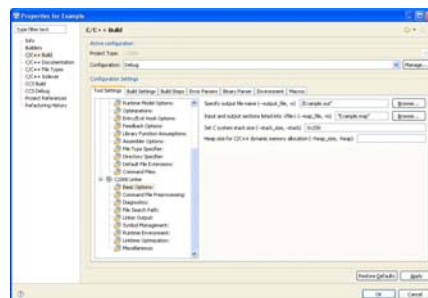 Properties for Example
type filter text
C/C++ Build
Info
Builders
C/C++ Build
C/C++ Documentation
C/C++ File Types
C/C++ Indexer
CCS Build
CCS Debug
Project References
Refactoring History
Active configuration
Project Type:
Configuration: Debug
Manage...
Configuration Settings
Tool Settings Build Settings Build Steps Error Parsers Binary Parser Environment Macros
Runtime Model Options
Optimizations
Entry/Exit Hook Options
Feedback Options
Library Function Assumptions
Assembler Options
File Type Specifier
Directory Specifier
Default File Extensions
Command Files
Linker
Basic Options
Command File Preprocessing
Diagnostics
File Search Path
Linker Output
Symbol Management
Runtime Environment
Linktime Optimization
Miscellaneous
Specify output file name (--output_file, -o) "Example.out" Browse...
Input and output sections listed into <file> (--map_file, -m) "Example.map" Browse...
Set C system stack size (--stack_size, -stack)
Heap size for C/C++ dynamic memory allocation (--heap_size, -heap)
Restore Defaults Apply
OK Cancel